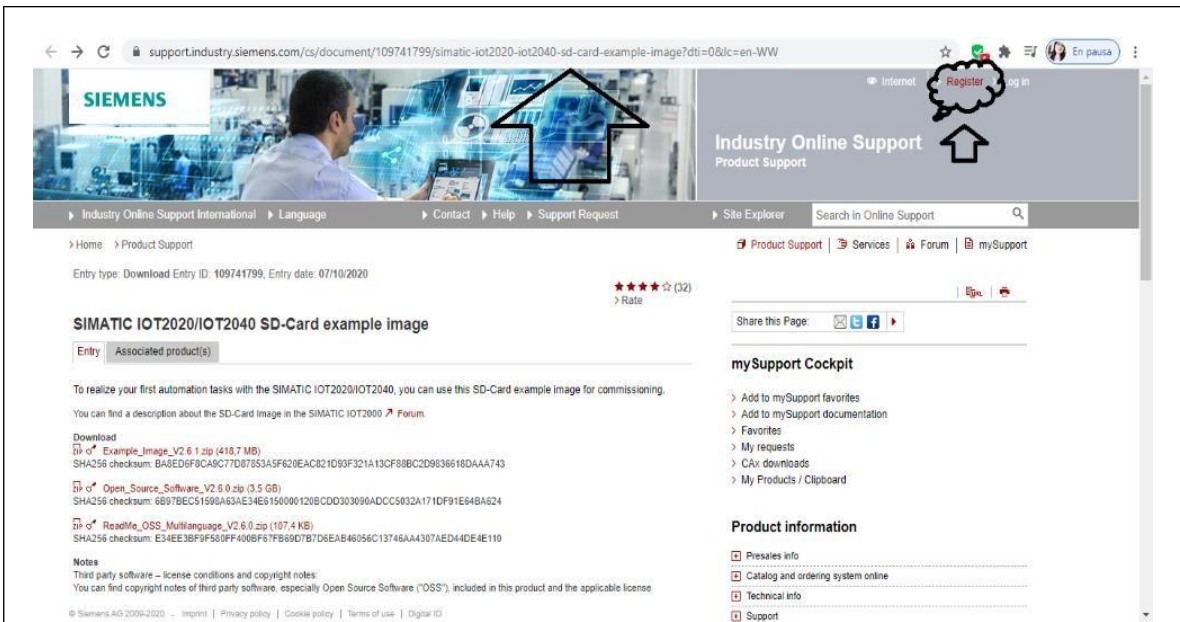 support.industry.siemens.com/cs/document/109741799/simatic-iot2020-iot2040-sd-card-example-image?dti=0&lc=en-WW
En pausa
SIEMENS
Internet Register Log in
Industry Online Support
Product Support
Industry Online Support International Language Contact Help Support Request Site Explorer Search in Online Support
>Home >Product Support
Product Support | Services | Forum | mySupport
Entry type: Download Entry ID: 109741799, Entry date: 07/10/2020
(32)
> Rate
SIMATIC IOT2020/IOT2040 SD-Card example image
Share this Page:
Entry Associated product(s)
mySupport Cockpit
To realize your first automation tasks with the SIMATIC IOT2020/IOT2040, you can use this SD-Card example image for commissioning.
You can find a description about the SD-Card Image in the SIMATIC IOT2000 Forum.
Download
Example_Image_V2.6.1.zip (418,7 MB)
SHA256 checksum: BA8ED6F8CA9C77D87853A5F620EAC821D93F321A13CF88BC2D9836618DAAA743
Open_Source_Software_V2.6.0.zip (3,5 GB)
SHA256 checksum: 6B97BEC51598A63AE34E6150000120BCDD303090ADCC5032A171DF91E64BA624
ReadMe_OSS_Multilanguage_V2.6.0.zip (107,4 KB)
SHA256 checksum: E34EE3BF9F580FF400BF67FB69D7B7D6EAB46056C13746AA4307AED44DE4E110
Notes
Third party software – license conditions and copyright notes:
You can find copyright notes of third party software, especially Open Source Software ("OSS"), included in this product and the applicable license
> Add to mySupport favorites
> Add to mySupport documentation
> Favorites
> My requests
> CAx downloads
> My Products / Clipboard
Product information
Presales info
Catalog and ordering system online
Technical info
Support
© Siemens AG 2009-2020 - Imprint | Privacy policy | Cookie policy | Terms of use | Digital ID